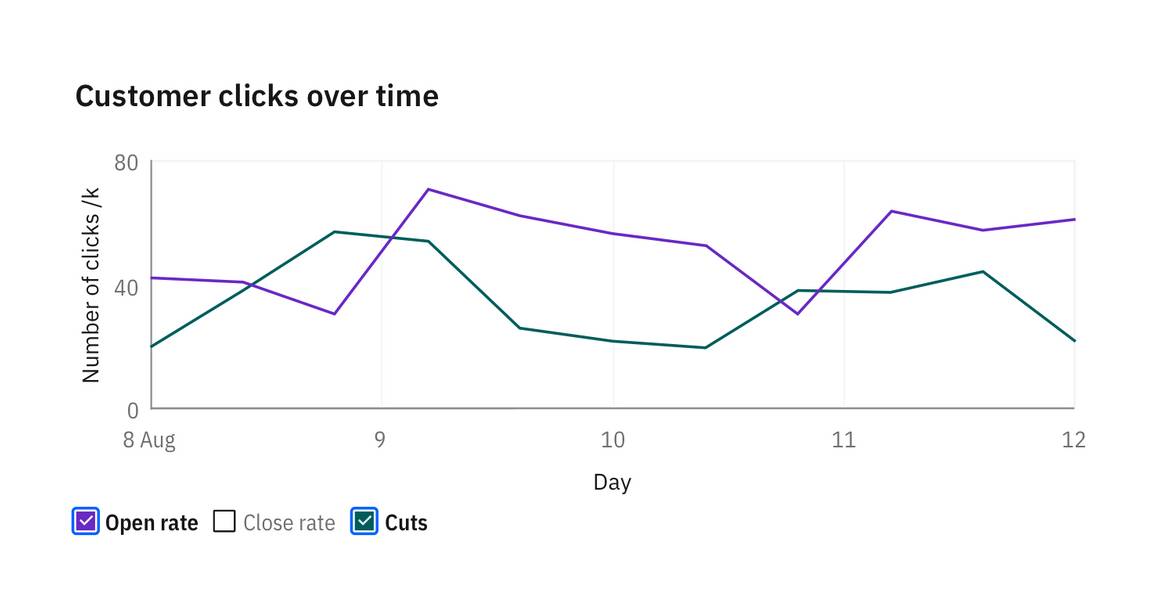 Customer clicks over time
Number of clicks /k
80
40
0
8 Aug
9
10
11
12
Day
Open rate
Close rate
Cuts